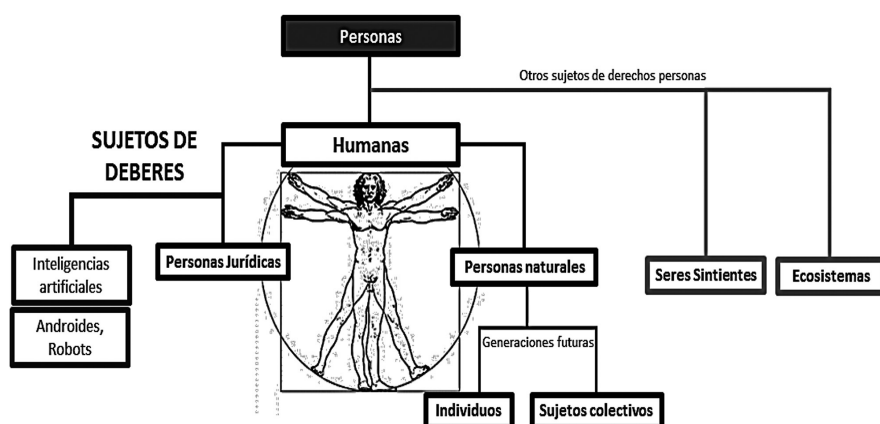 Personas
Otros sujetos de derechos personas
SUJETOS DE
DEBERES
Humanas
Inteligencias
artificiales
Personas Jurídicas
Personas naturales
Seres Sintientes
Ecosistemas
Androides,
Robots
Generaciones futuras
Individuos
Sujetos colectivos